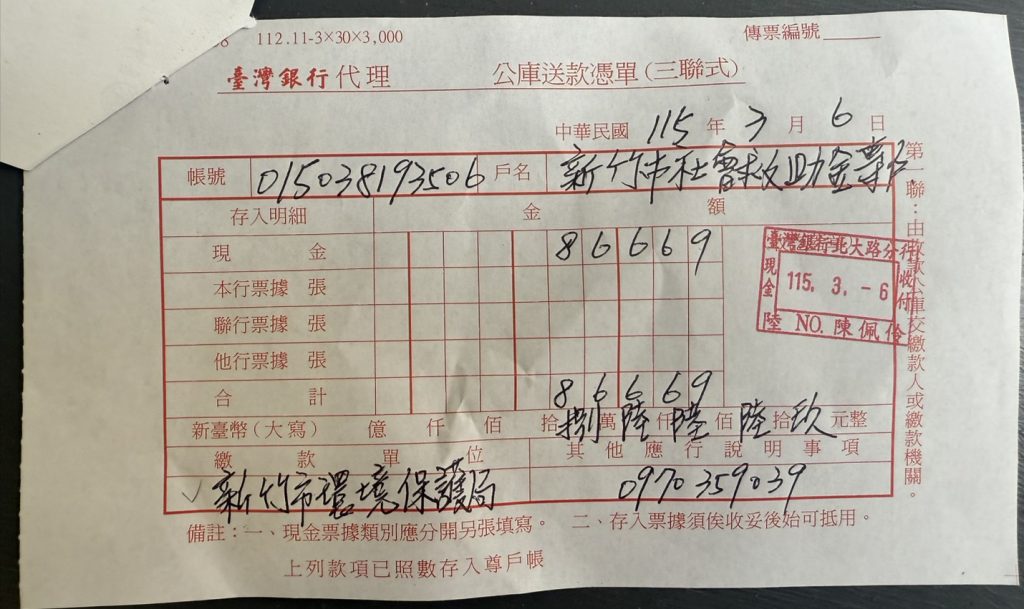 112.11-3×30×3,000
傳票編號
臺灣銀行代理 公庫送款憑單(三聯式)
中華民國 115 年 3 月 6 日
帳號 015038193506 戶名 新竹市社會救助金專戶
存入明細 金 額
現 金 86669
本行票據 張
聯行票據 張
他行票據 張
合 計 86669
新臺幣(大寫) 億 仟 佰 拾捌萬陸仟陸佰陸拾玖元整
繳 款 單 位 其 他 應 行 說 明 事 項
新竹市環境保護局 0970359039
備註:一、現金票據類別應分開另張填寫。 二、存入票據須俟收妥後始可抵用。
上列款項已照數存入尊戶帳
第一聯:由收款公庫交繳款人或繳款機關。
臺灣銀行北大路分行
現金 115. 3. -6 收付
陸 NO. 陳佩伶